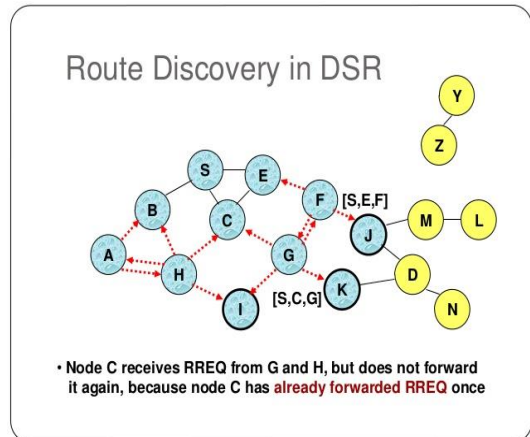 Route Discovery in DSR
Y
Z
S
E
B
F
[S,E,F]
C
M
L
J
A
G
H
D
K
[S,C,G]
I
N
• Node C receives RREQ from G and H, but does not forward
it again, because node C has already forwarded RREQ once